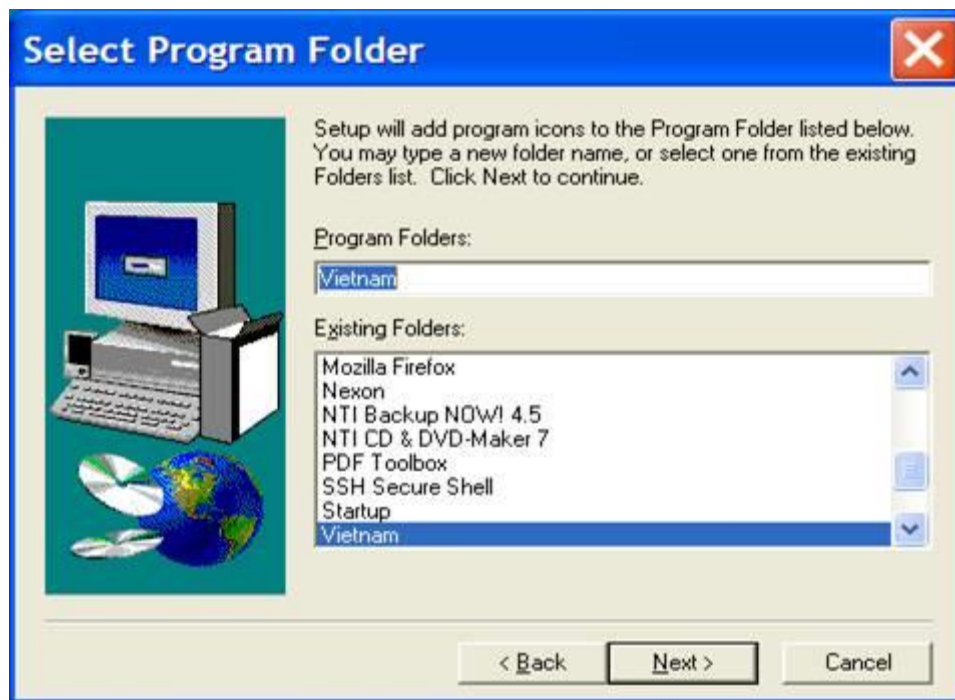 Select Program Folder
Setup will add program icons to the Program Folder listed below.
You may type a new folder name, or select one from the existing
Folders list. Click Next to continue.
Program Folders:
Vietnam
Existing Folders:
Mozilla Firefox
Nexon
NTI Backup NOW! 4.5
NTI CD & DVD-Maker 7
PDF Toolbox
SSH Secure Shell
Startup
Vietnam
< Back Next > Cancel